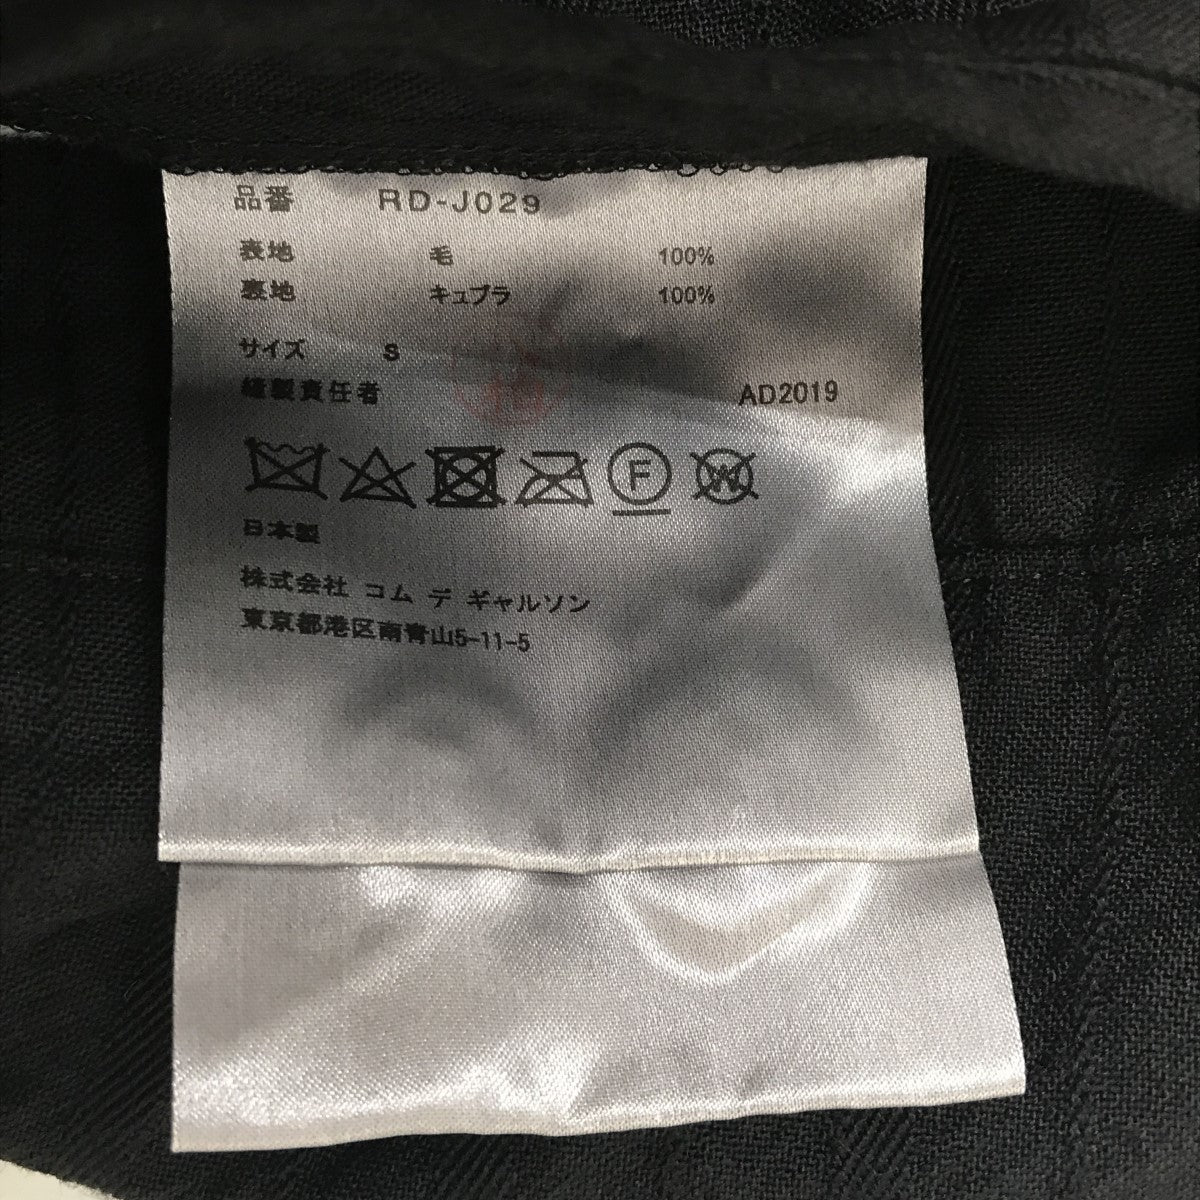 品番 RD-J029
表地 毛 100%
裏地 キュプラ 100%
サイズ S
縫製責任者 AD2019
F W
日本製
株式会社 コム デ ギャルソン
東京都港区南青山5-11-5